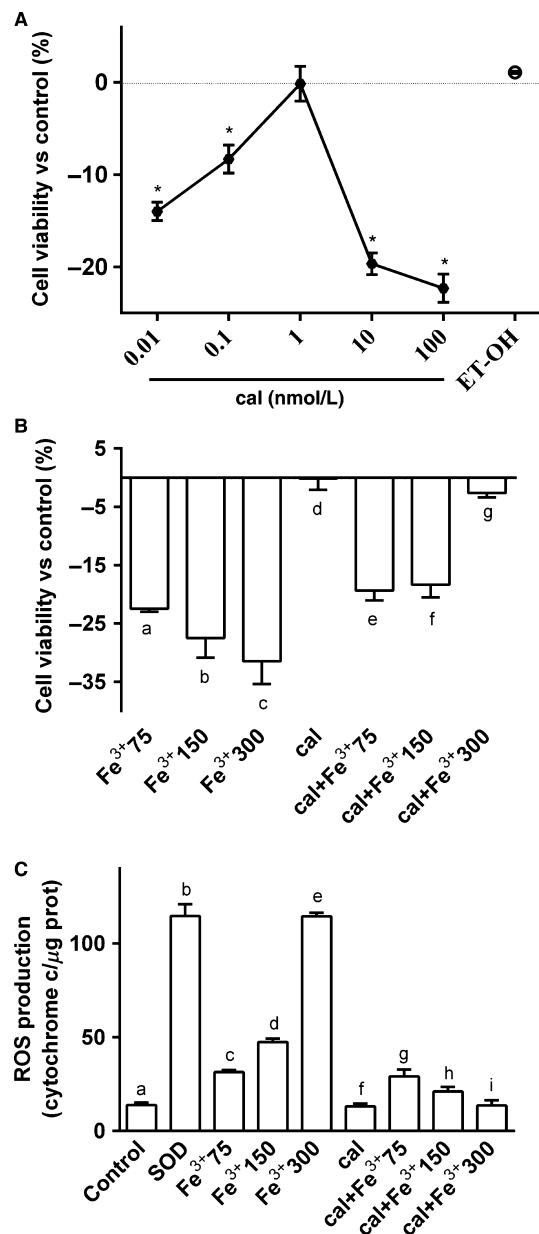 A
Cell viability vs control (%)
0
−10
−20
*
*
*
*
0.01
0.1
1
10
100
ET-OH
cal (nmol/L)
B
Cell viability vs control (%)
5
−5
−15
−25
−35
a
b
c
d
e
f
g
Fe³⁺75
Fe³⁺150
Fe³⁺300
cal
cal+Fe³⁺75
cal+Fe³⁺150
cal+Fe³⁺300
C
ROS production
(cytochrome c/μg prot)
100
50
0
a
b
c
d
e
f
g
h
i
Control
SOD
Fe³⁺75
Fe³⁺150
Fe³⁺300
cal
cal+Fe³⁺75
cal+Fe³⁺150
cal+Fe³⁺300